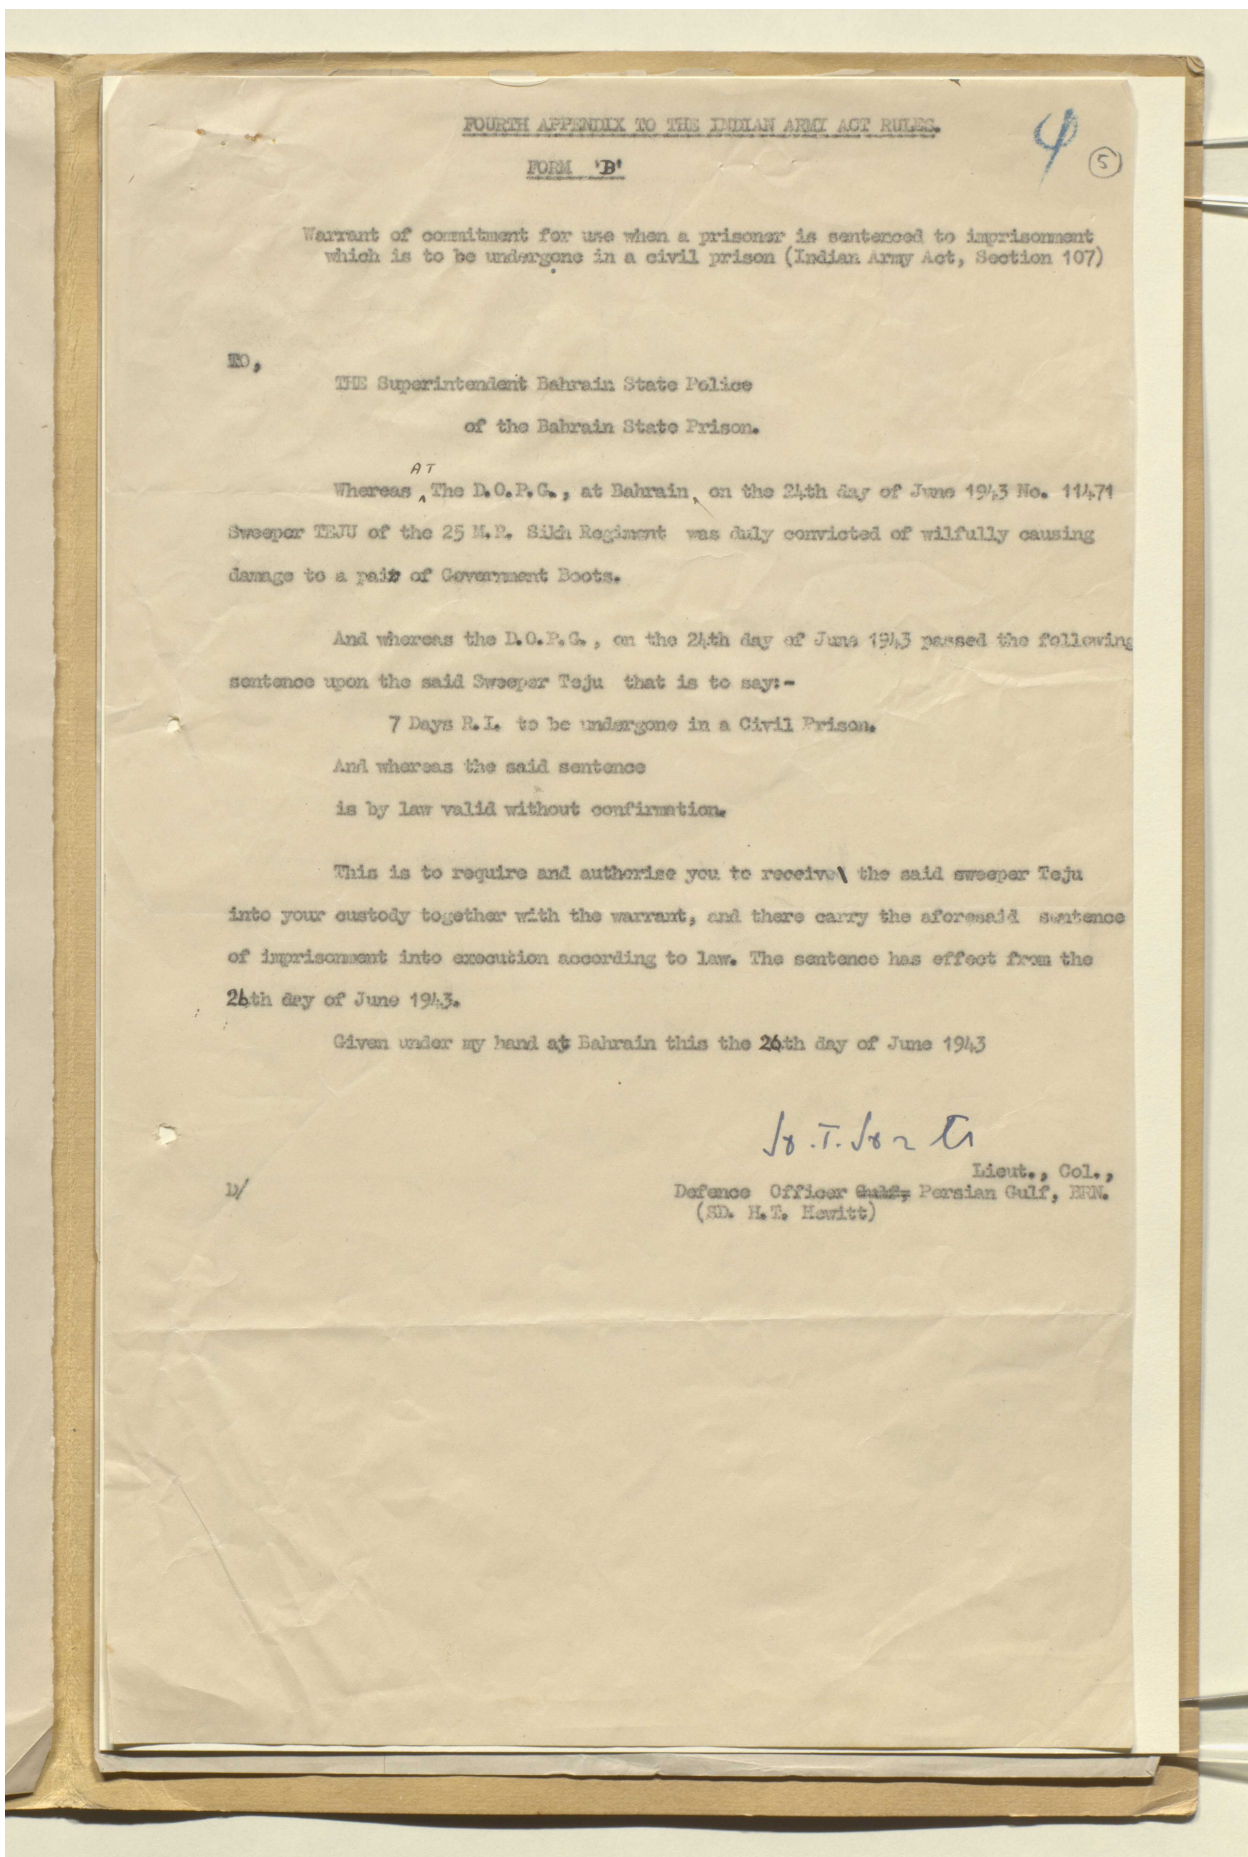 FOURTH APPENDIX TO THE INDIAN ARMY ACT RULES.
4
5
FORM 'B'
Warrant of commitment for use when a prisoner is sentenced to imprisonment
which is to be undergone in a civil prison (Indian Army Act, Section 107)
TO,
THE Superintendent Bahrain State Police
of the Bahrain State Prison.
AT
Whereas ‸ The D.O.P.G., at Bahrain, on the 24th day of June 1943 No. 11471
Sweeper TEJU of the 25 M.R. Sikh Regiment was duly convicted of wilfully causing
damage to a pair of Government Boots.
And whereas the D.O.P.G., on the 24th day of June 1943 passed the following
sentence upon the said Sweeper Teju that is to say:-
7 Days R.I. to be undergone in a Civil Prison.
And whereas the said sentence
is by law valid without confirmation.
This is to require and authorise you to receive the said sweeper Teju
into your custody together with the warrant, and there carry the aforesaid sentence
of imprisonment into execution according to law. The sentence has effect from the
26th day of June 1943.
Given under my hand at Bahrain this the 26th day of June 1943
Lieut., Col.,
D/
Defence Officer Gulf, Persian Gulf, BRN.
(SD. H.T. Hewitt)